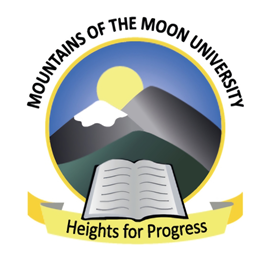 MOUNTAINS OF THE MOON UNIVERSITY
Heights for Progress